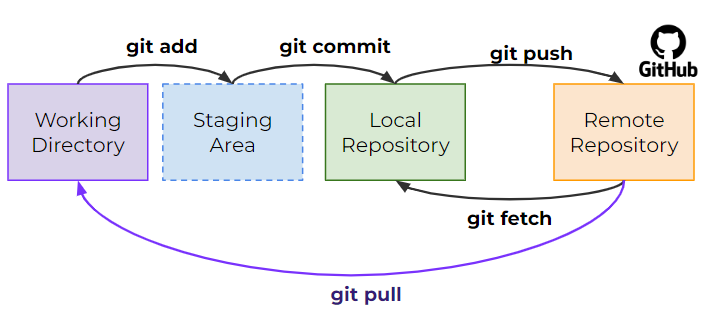 git add
git commit
git push
GitHub
Working
Directory
Staging
Area
Local
Repository
Remote
Repository
git fetch
git pull